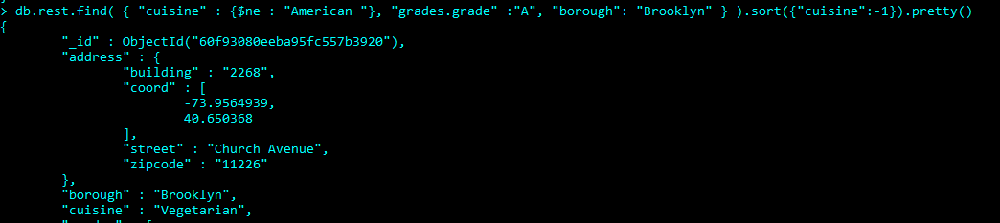 > db.rest.find( { "cuisine" : {$ne : "American "}, "grades.grade" :"A", "borough": "Brooklyn" } ).sort({"cuisine":-1}).pretty()
{
        "_id" : ObjectId("60f93080eeba95fc557b3920"),
        "address" : {
                "building" : "2268",
                "coord" : [
                        -73.9564939,
                        40.650368
                ],
                "street" : "Church Avenue",
                "zipcode" : "11226"
        },
        "borough" : "Brooklyn",
        "cuisine" : "Vegetarian",